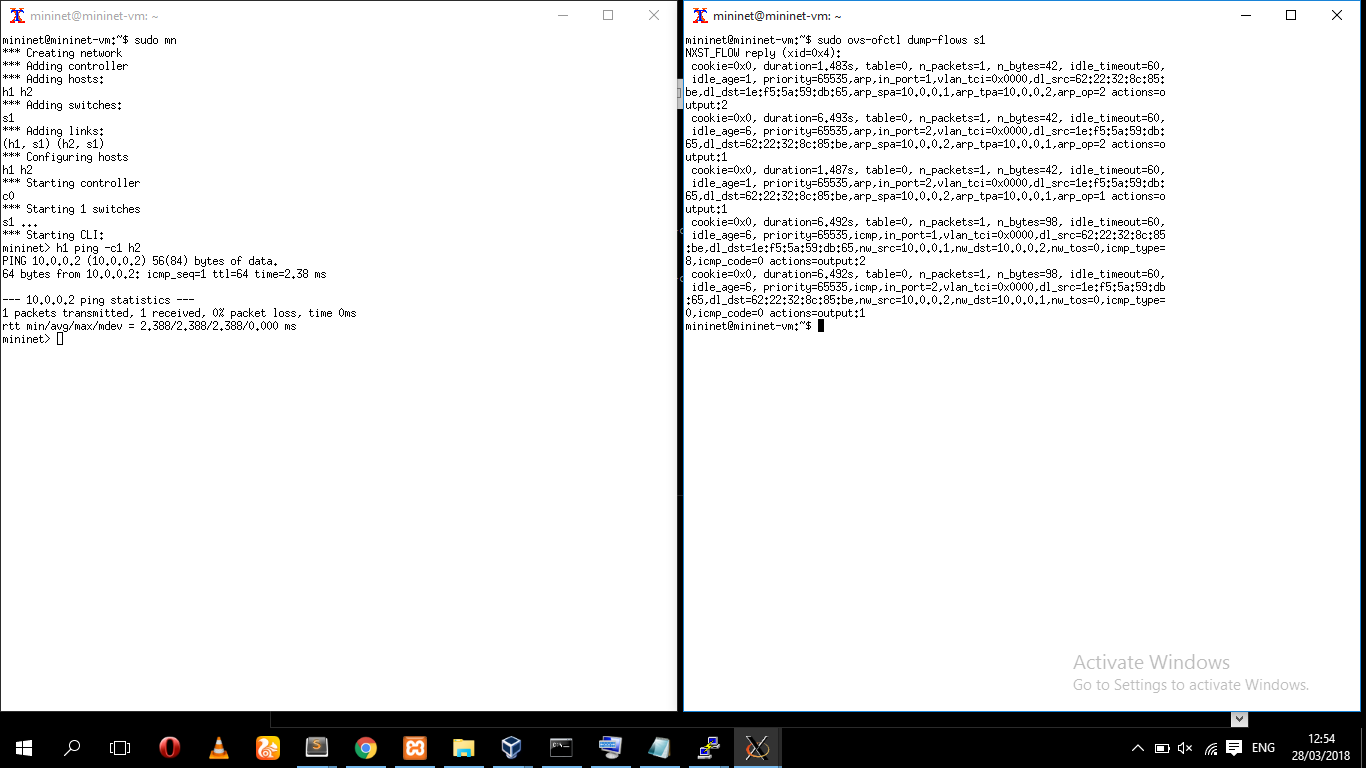 mininet@mininet-vm: ~
mininet@mininet-vm:~$ sudo mn
*** Creating network
*** Adding controller
*** Adding hosts:
h1 h2
*** Adding switches:
s1
*** Adding links:
(h1, s1) (h2, s1)
*** Configuring hosts
h1 h2
*** Starting controller
c0
*** Starting 1 switches
s1 ...
*** Starting CLI:
mininet> h1 ping -c1 h2
PING 10.0.0.2 (10.0.0.2) 56(84) bytes of data.
64 bytes from 10.0.0.2: icmp_seq=1 ttl=64 time=2.38 ms
--- 10.0.0.2 ping statistics ---
1 packets transmitted, 1 received, 0% packet loss, time 0ms
rtt min/avg/max/mdev = 2.388/2.388/2.388/0.000 ms
mininet>
mininet@mininet-vm: ~
mininet@mininet-vm:~$ sudo ovs-ofctl dump-flows s1
NXST_FLOW reply (xid=0x4):
cookie=0x0, duration=1.483s, table=0, n_packets=1, n_bytes=42, idle_timeout=60,
idle_age=1, priority=65535,arp,in_port=1,vlan_tci=0x0000,dl_src=62:22:32:8c:85:
be,dl_dst=1e:f5:5a:59:db:65,arp_spa=10.0.0.1,arp_tpa=10.0.0.2,arp_op=2 actions=o
utput:2
cookie=0x0, duration=6.493s, table=0, n_packets=1, n_bytes=42, idle_timeout=60,
idle_age=6, priority=65535,arp,in_port=2,vlan_tci=0x0000,dl_src=1e:f5:5a:59:db:
65,dl_dst=62:22:32:8c:85:be,arp_spa=10.0.0.2,arp_tpa=10.0.0.1,arp_op=2 actions=o
utput:1
cookie=0x0, duration=1.487s, table=0, n_packets=1, n_bytes=42, idle_timeout=60,
idle_age=1, priority=65535,arp,in_port=2,vlan_tci=0x0000,dl_src=1e:f5:5a:59:db:
65,dl_dst=62:22:32:8c:85:be,arp_spa=10.0.0.2,arp_tpa=10.0.0.1,arp_op=1 actions=o
utput:1
cookie=0x0, duration=6.492s, table=0, n_packets=1, n_bytes=98, idle_timeout=60,
idle_age=6, priority=65535,icmp,in_port=1,vlan_tci=0x0000,dl_src=62:22:32:8c:85
:be,dl_dst=1e:f5:5a:59:db:65,nw_src=10.0.0.1,nw_dst=10.0.0.2,nw_tos=0,icmp_type=
8,icmp_code=0 actions=output:2
cookie=0x0, duration=6.492s, table=0, n_packets=1, n_bytes=98, idle_timeout=60,
idle_age=6, priority=65535,icmp,in_port=2,vlan_tci=0x0000,dl_src=1e:f5:5a:59:db
:65,dl_dst=62:22:32:8c:85:be,nw_src=10.0.0.2,nw_dst=10.0.0.1,nw_tos=0,icmp_type=
0,icmp_code=0 actions=output:1
mininet@mininet-vm:~$
Activate Windows
Go to Settings to activate Windows.
ENG
12:54
28/03/2018